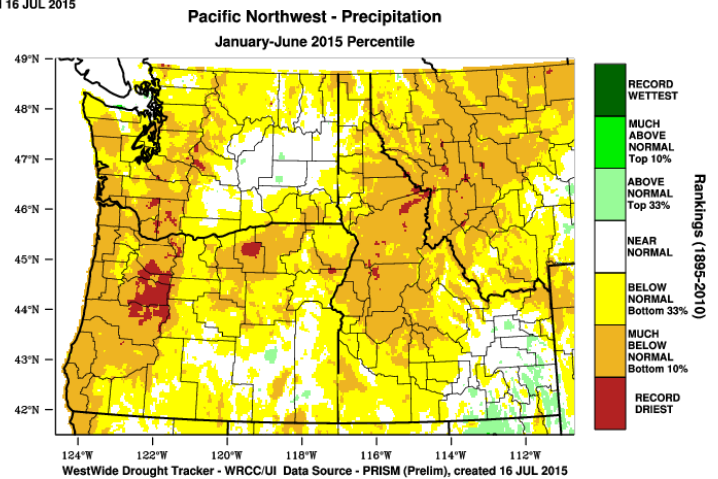 16 JUL 2015
Pacific Northwest - Precipitation
January-June 2015 Percentile
49°N
48°N
47°N
46°N
45°N
44°N
43°N
42°N
124°W 122°W 120°W 118°W 116°W 114°W 112°W
RECORD
WETTEST
MUCH
ABOVE
NORMAL
Top 10%
ABOVE
NORMAL
Top 33%
NEAR
NORMAL
BELOW
NORMAL
Bottom 33%
MUCH
BELOW
NORMAL
Bottom 10%
RECORD
DRIEST
Rankings (1895-2010)
WestWide Drought Tracker - WRCC/UI Data Source - PRISM (Prelim), created 16 JUL 2015